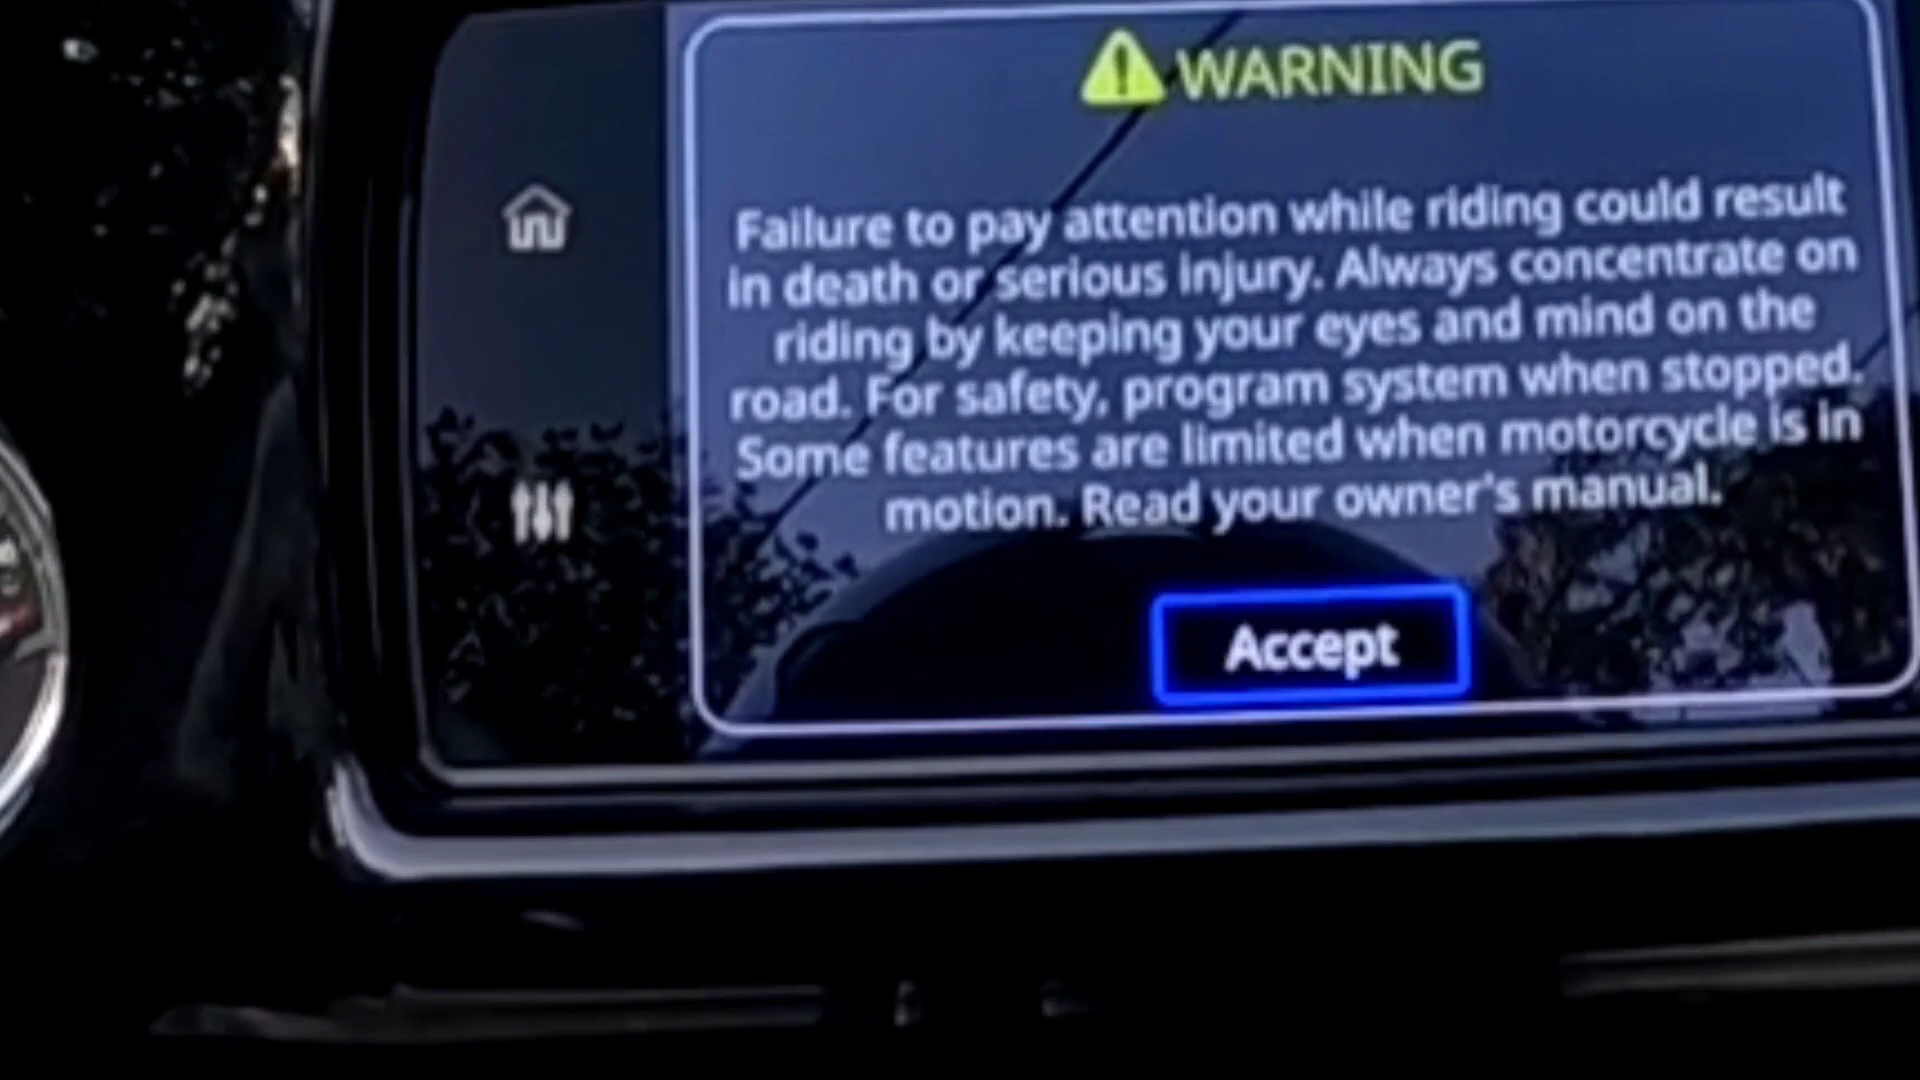 WARNING
Failure to pay attention while riding could result
in death or serious injury. Always concentrate on
riding by keeping your eyes and mind on the
road. For safety, program system when stopped.
Some features are limited when motorcycle is in
motion. Read your owner's manual.
Accept